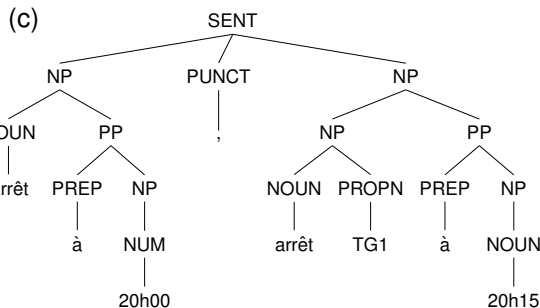 (c) SENT
NP PUNCT NP
OUN PP , NP PP
rrêt PREP NP NOUN PROPN PREP NP
à NUM arrêt TG1 à NOUN
20h00 20h15